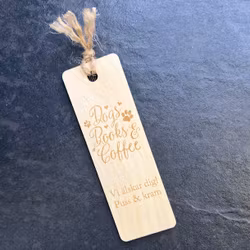 Dogs
Books &
Coffee
Vi älskar dig!
Puss & kram